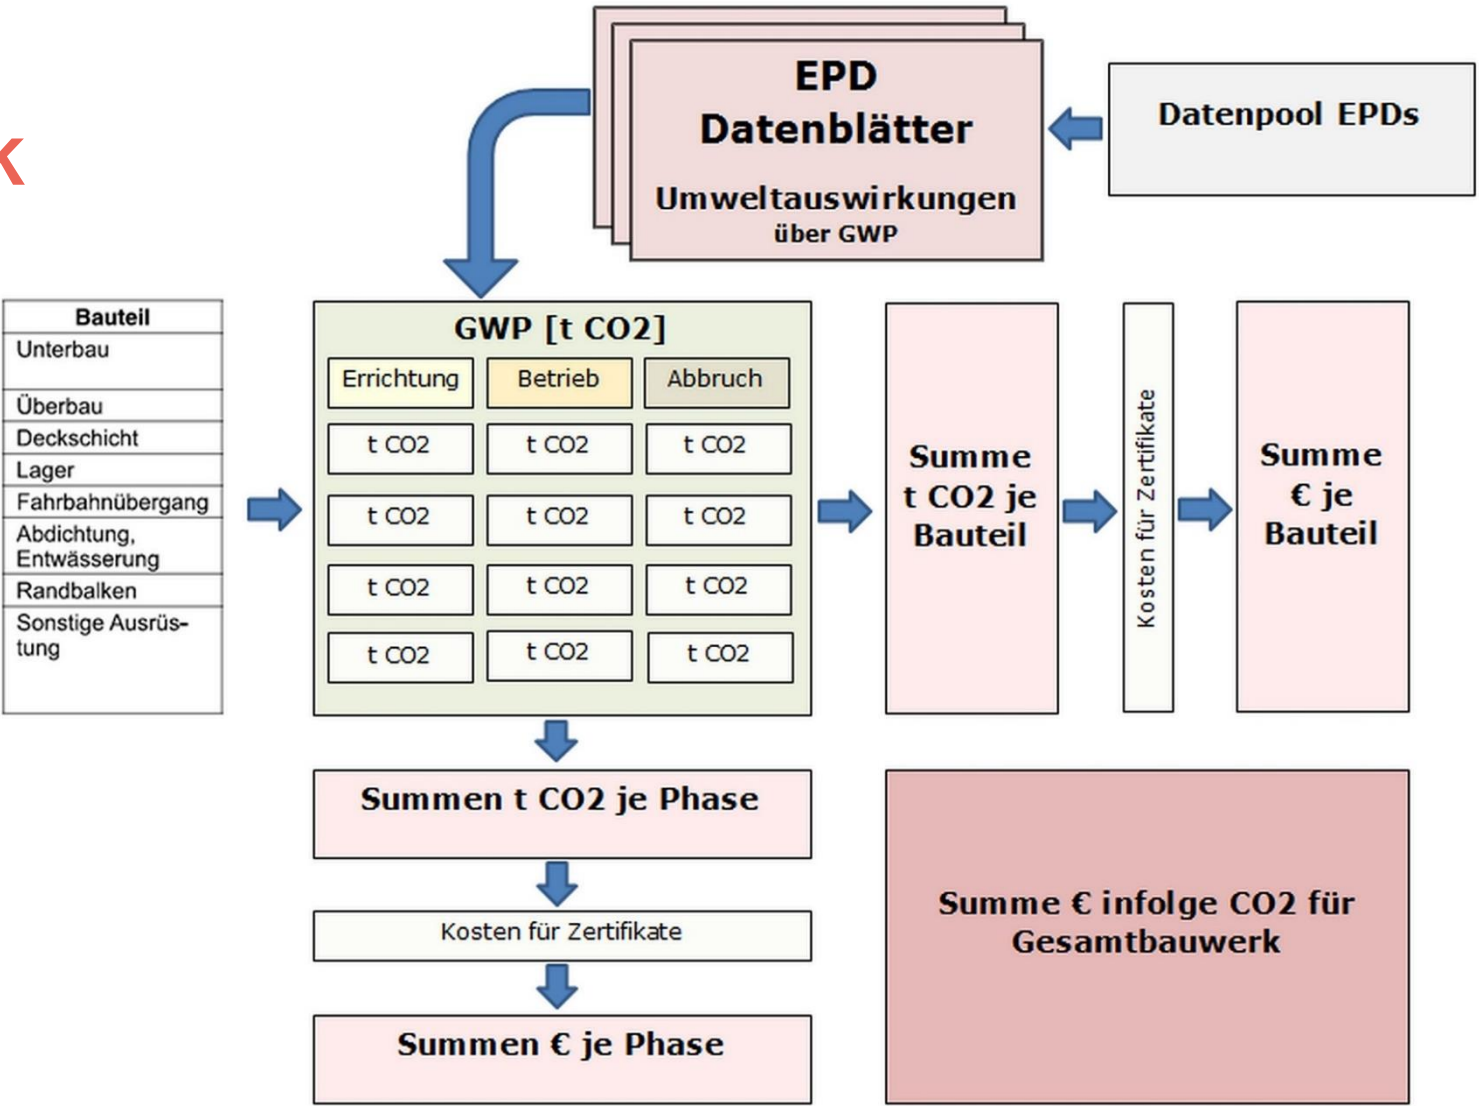 EPD
Datenblätter
Umweltauswirkungen
über GWP
Datenpool EPDs
K
Bauteil
Unterbau
Überbau
Deckschicht
Lager
Fahrbahnübergang
Abdichtung,
Entwässerung
Randbalken
Sonstige Ausrüs-
tung
GWP [t CO2]
Errichtung Betrieb Abbruch
t CO2 t CO2 t CO2
t CO2 t CO2 t CO2
t CO2 t CO2 t CO2
t CO2 t CO2 t CO2
Summe
t CO2 je
Bauteil
Kosten für Zertifikate
Summe
€ je
Bauteil
Summen t CO2 je Phase
Kosten für Zertifikate
Summen € je Phase
Summe € infolge CO2 für
Gesamtbauwerk